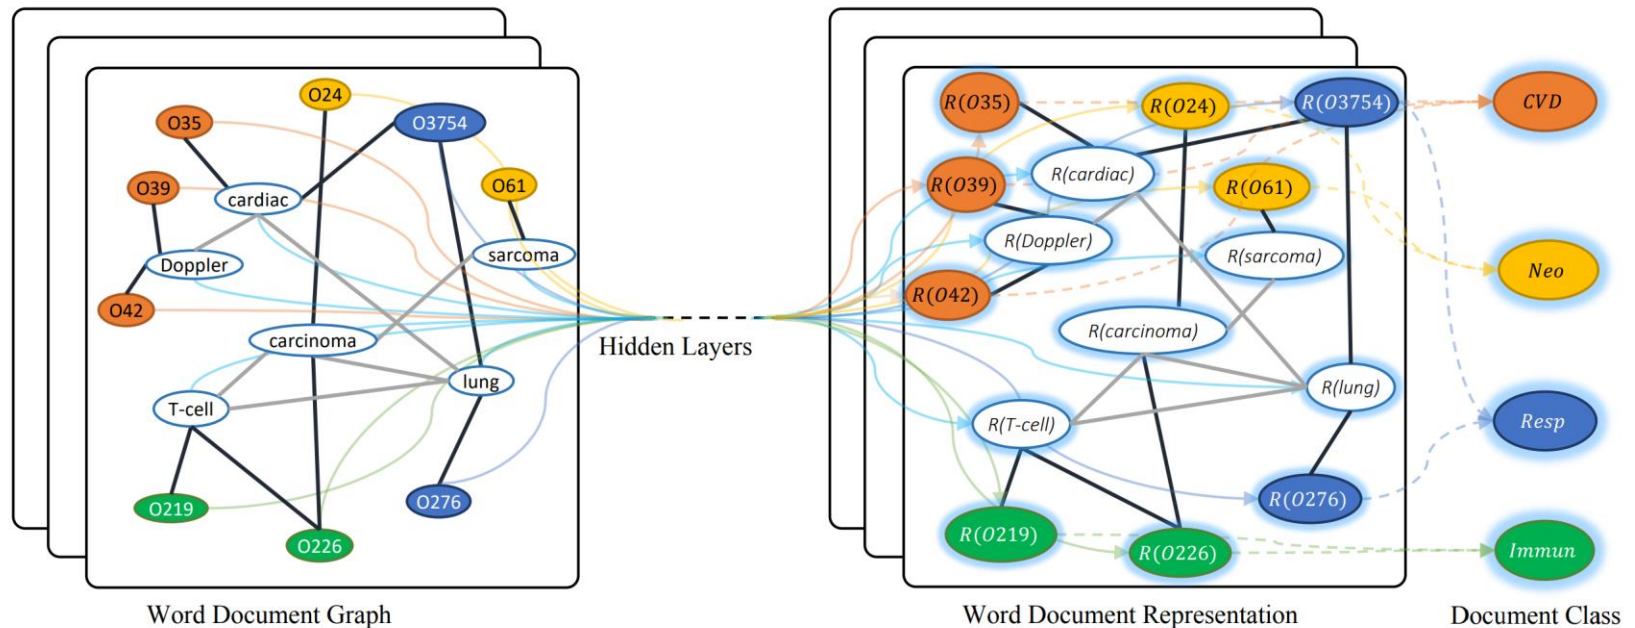 O24
O35
O3754
O39
O61
cardiac
sarcoma
Doppler
O42
carcinoma
lung
T-cell
O219
O276
O226
Word Document Graph
Hidden Layers
R(O35)
R(O24)
R(O3754)
R(O39)
R(cardiac)
R(O61)
R(Doppler)
R(sarcoma)
R(O42)
R(carcinoma)
R(lung)
R(T-cell)
R(O276)
R(O219)
R(O226)
Word Document Representation
CVD
Neo
Resp
Immun
Document Class